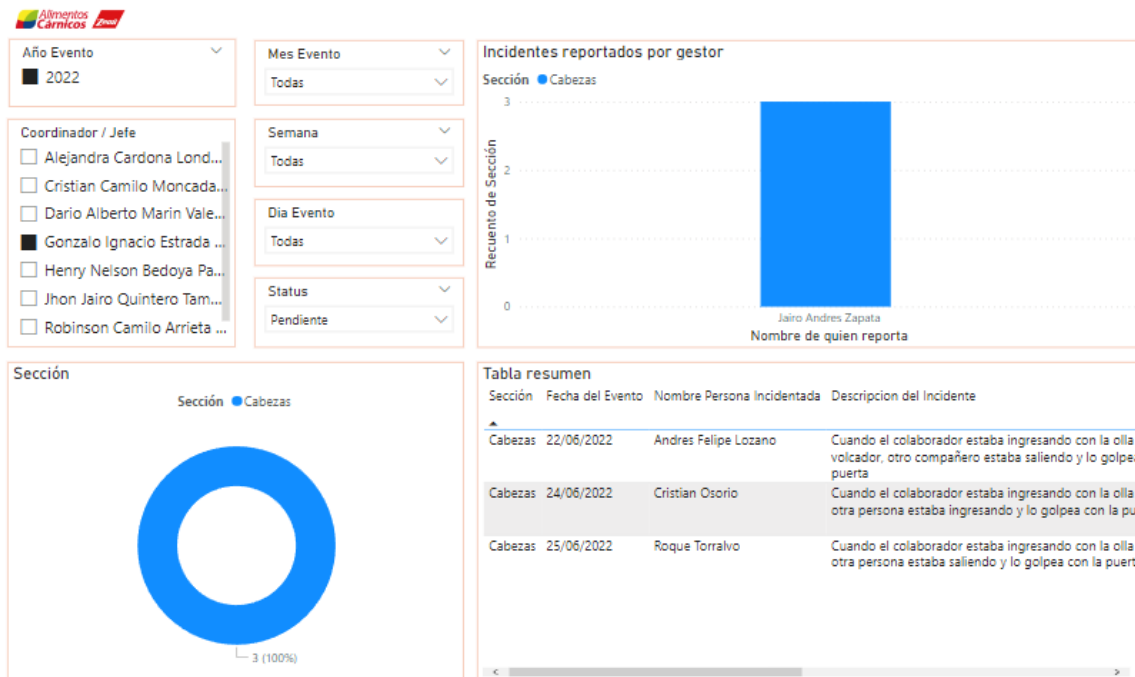 Alimentos
Cárnicos Zenú
Año Evento
2022
Mes Evento
Todas
Coordinador / Jefe
Alejandra Cardona Lond...
Cristian Camilo Moncada...
Dario Alberto Marin Vale...
Gonzalo Ignacio Estrada ...
Henry Nelson Bedoya Pa...
Jhon Jairo Quintero Tam...
Robinson Camilo Arrieta ...
Semana
Todas
Dia Evento
Todas
Status
Pendiente
Incidentes reportados por gestor
Sección Cabezas
Recuento de Sección
3
2
1
0
Jairo Andres Zapata
Nombre de quien reporta
Sección
Sección Cabezas
3 (100%)
Tabla resumen
Sección Fecha del Evento Nombre Persona Incidentada Descripcion del Incidente
Cabezas 22/06/2022 Andres Felipe Lozano Cuando el colaborador estaba ingresando con la olla
volcador, otro compañero estaba saliendo y lo golpea
puerta
Cabezas 24/06/2022 Cristian Osorio Cuando el colaborador estaba ingresando con la olla
otra persona estaba ingresando y lo golpea con la pu
Cabezas 25/06/2022 Roque Torralvo Cuando el colaborador estaba ingresando con la olla
otra persona estaba saliendo y lo golpea con la puert